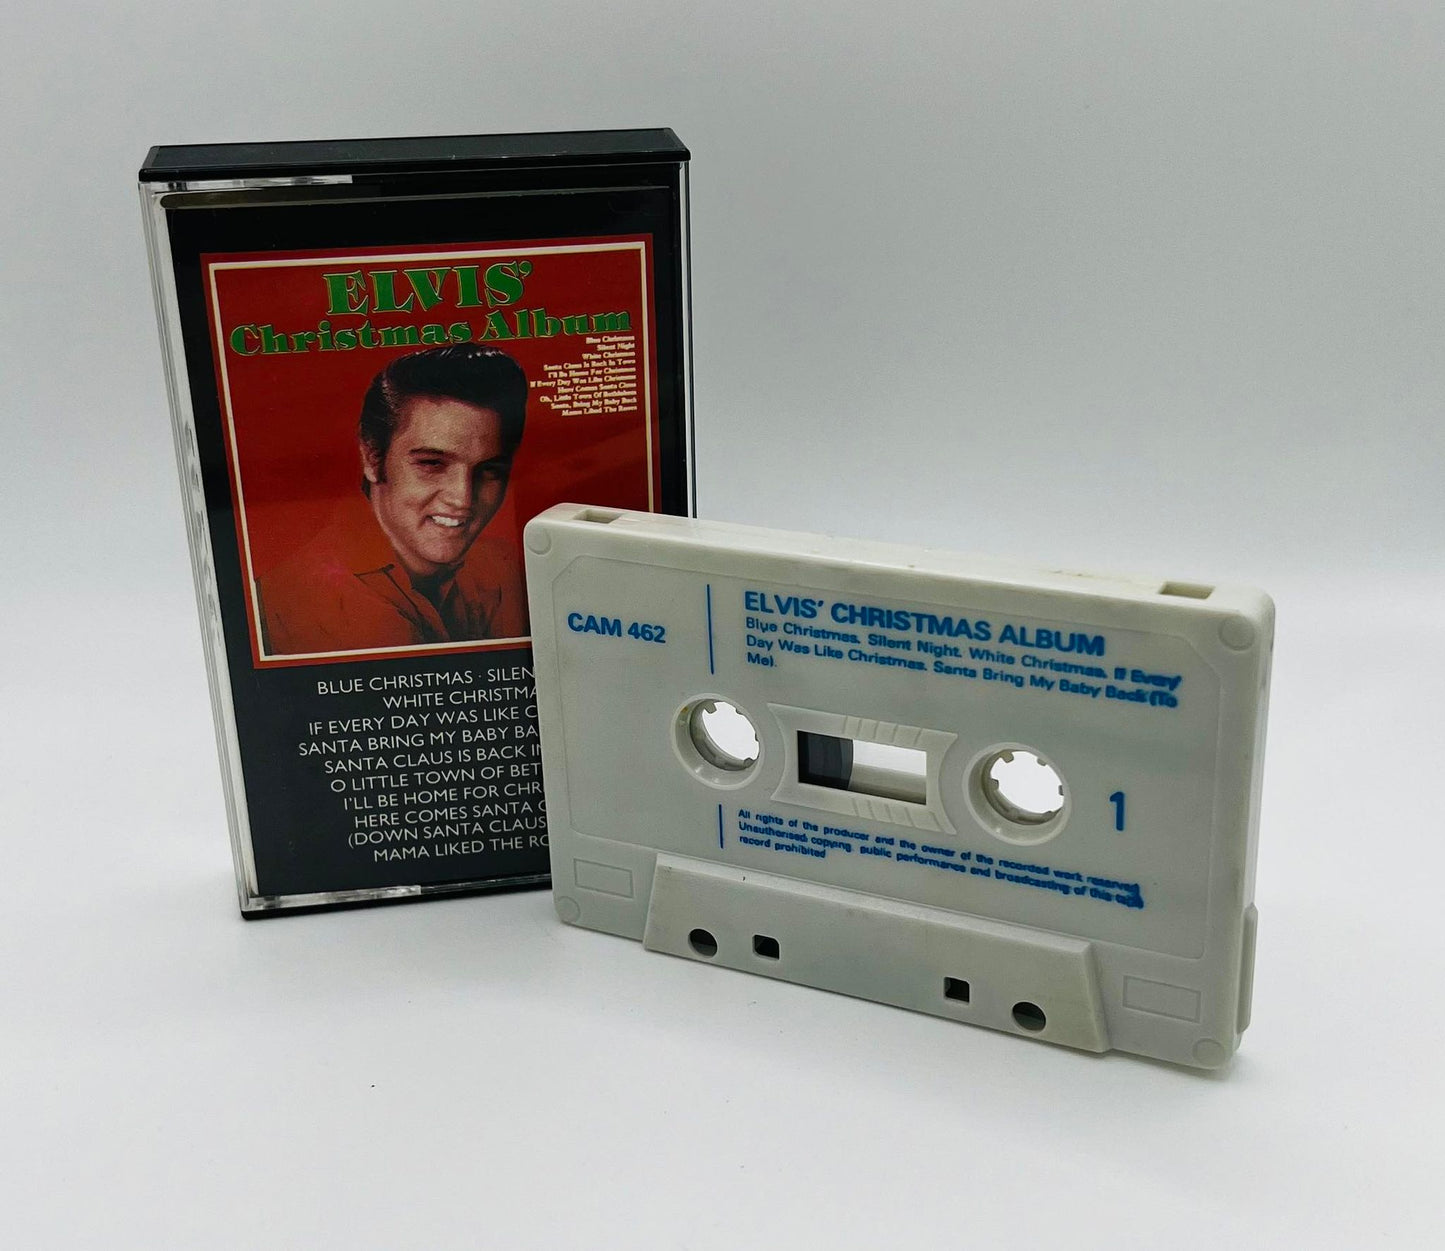 ELVIS'
Christmas Album
Blue Christmas
Silent Night
White Christmas
Santa Claus Is Back In Town
I'll Be Home For Christmas
If Every Day Was Like Christmas
Here Comes Santa Claus
Oh, Little Town Of Bethlehem
Santa, Bring My Baby Back
Mama Liked The Roses
BLUE CHRISTMAS · SILEN
WHITE CHRISTMA
IF EVERY DAY WAS LIKE C
SANTA BRING MY BABY BA
SANTA CLAUS IS BACK IN
O LITTLE TOWN OF BET
I'LL BE HOME FOR CHR
HERE COMES SANTA C
(DOWN SANTA CLAUS
MAMA LIKED THE RO
CAM 462
ELVIS' CHRISTMAS ALBUM
Blue Christmas. Silent Night. White Christmas. If Every
Day Was Like Christmas. Santa Bring My Baby Back (To
Me).
1
All rights of the producer and the owner of the recorded work reserved
Unauthorised copying, public performance and broadcasting of this tape
record prohibited